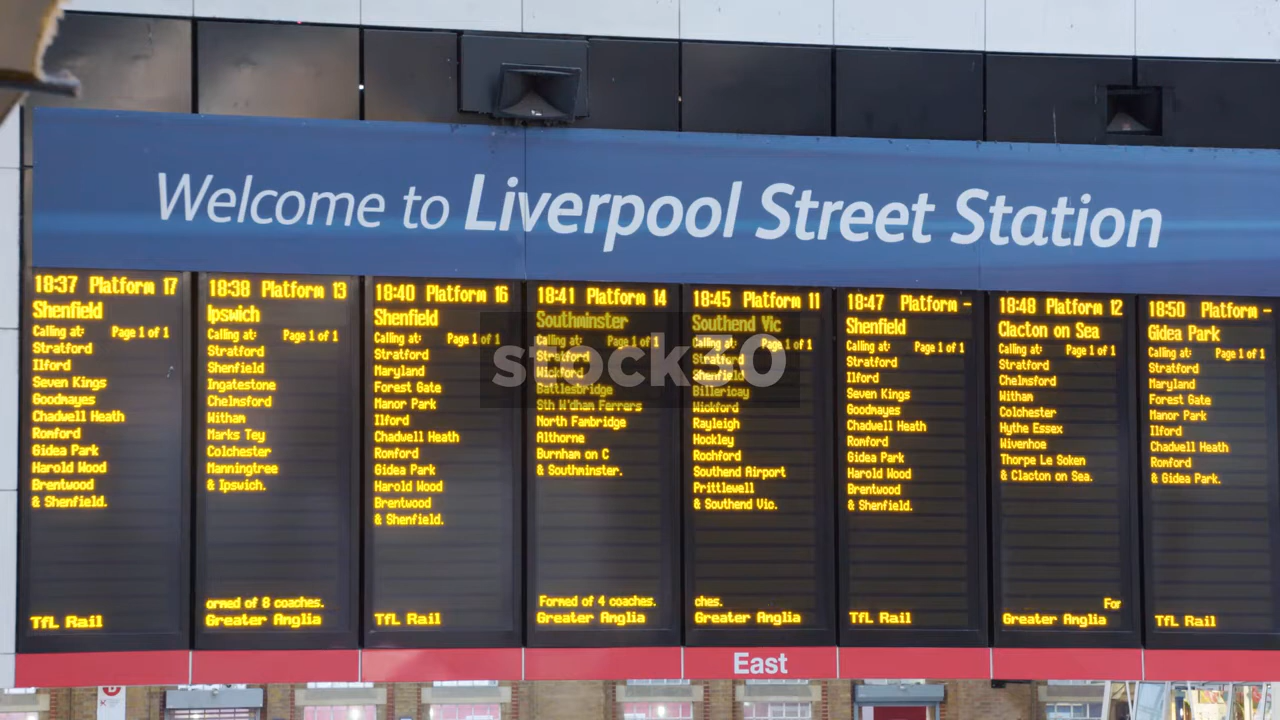 Welcome to Liverpool Street Station
18:37 Platform 17
Shenfield
Calling at: Page 1 of 1
Stratford
Ilford
Seven Kings
Goodmayes
Chadwell Heath
Romford
Gidea Park
Harold Wood
Brentwood
& Shenfield.
TfL Rail
18:38 Platform 13
Ipswich
Calling at: Page 1 of 1
Stratford
Shenfield
Ingatestone
Chelmsford
Witham
Marks Tey
Colchester
Manningtree
& Ipswich.
ormed of 8 coaches.
Greater Anglia
18:40 Platform 16
Shenfield
Calling at: Page 1 of 1
Stratford
Maryland
Forest Gate
Manor Park
Ilford
Chadwell Heath
Romford
Gidea Park
Harold Wood
Brentwood
& Shenfield.
TfL Rail
18:41 Platform 14
Southminster
Calling at: Page 1 of 1
Stratford
Wickford
Battlesbridge
Sth W'dham Ferrers
North Fambridge
Althorne
Burnham on C
& Southminster.
Formed of 4 coaches.
Greater Anglia
18:45 Platform 11
Southend Vic
Calling at: Page 1 of 1
Stratford
Shenfield
Billericay
Wickford
Rayleigh
Hockley
Rochford
Southend Airport
Prittlewell
& Southend Vic.
ches.
Greater Anglia
18:47 Platform -
Shenfield
Calling at: Page 1 of 1
Stratford
Ilford
Seven Kings
Goodmayes
Chadwell Heath
Romford
Gidea Park
Harold Wood
Brentwood
& Shenfield.
TfL Rail
18:48 Platform 12
Clacton on Sea
Calling at: Page 1 of 1
Stratford
Chelmsford
Witham
Colchester
Hythe Essex
Wivenhoe
Thorpe Le Soken
& Clacton on Sea.
For
Greater Anglia
18:50 Platform -
Gidea Park
Calling at: Page 1 of 1
Stratford
Maryland
Forest Gate
Manor Park
Ilford
Chadwell Heath
Romford
& Gidea Park.
TfL Rail
stock30
East